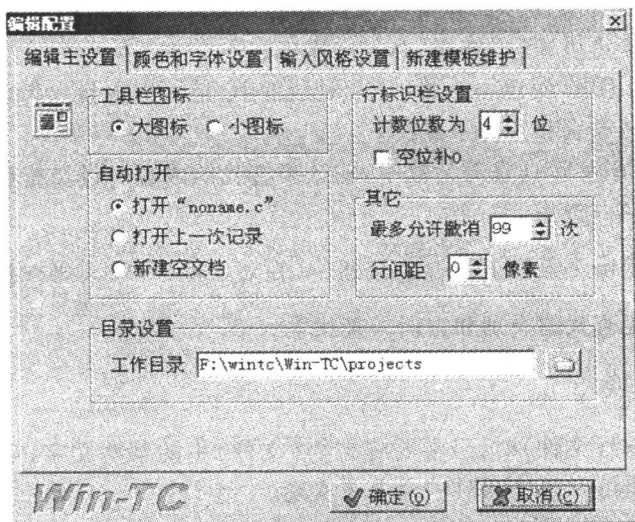 编辑配置
编辑主设置 颜色和字体设置 输入风格设置 新建模板维护
工具栏图标
大图标 小图标
自动打开
打开“noname.c”
打开上一次记录
新建空文档
行标识栏设置
计数位数为 4 位
空位补0
其它
最多允许撤消 99 次
行间距 0 像素
目录设置
工作目录 F:\wintc\Win-TC\projects
Win-TC
确定(O) 取消(C)